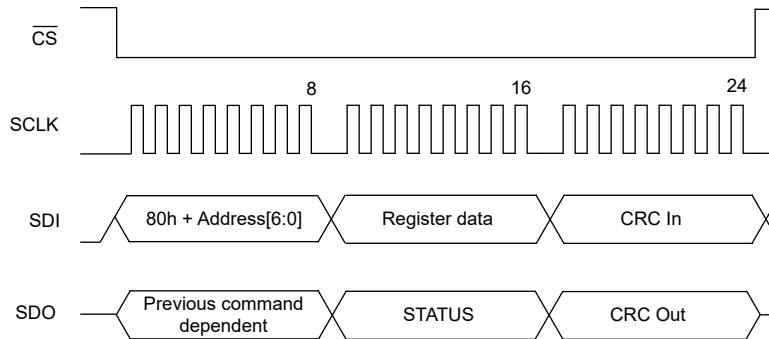 CS
8
16
24
SCLK
SDI
80h + Address[6:0]
Register data
CRC In
SDO
Previous command
dependent
STATUS
CRC Out